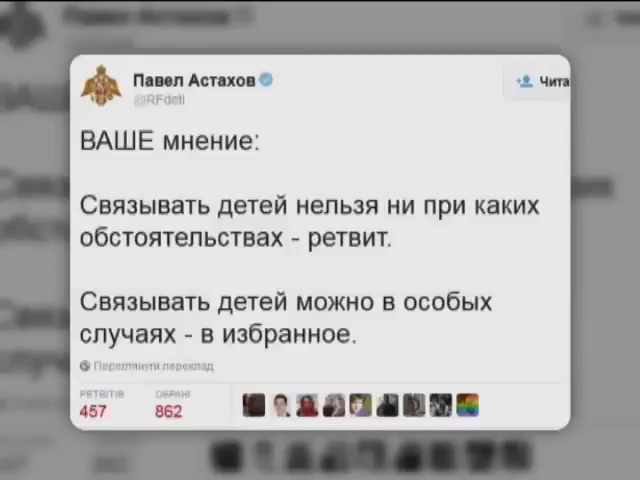 Павел Астахов
@RFdeti
Чита
ВАШЕ мнение:
Связывать детей нельзя ни при каких
обстоятельствах - ретвит.
Связывать детей можно в особых
случаях - в избранное.
Переглянути переклад
РЕТВІТІВ
ОБРАНІ
457
862